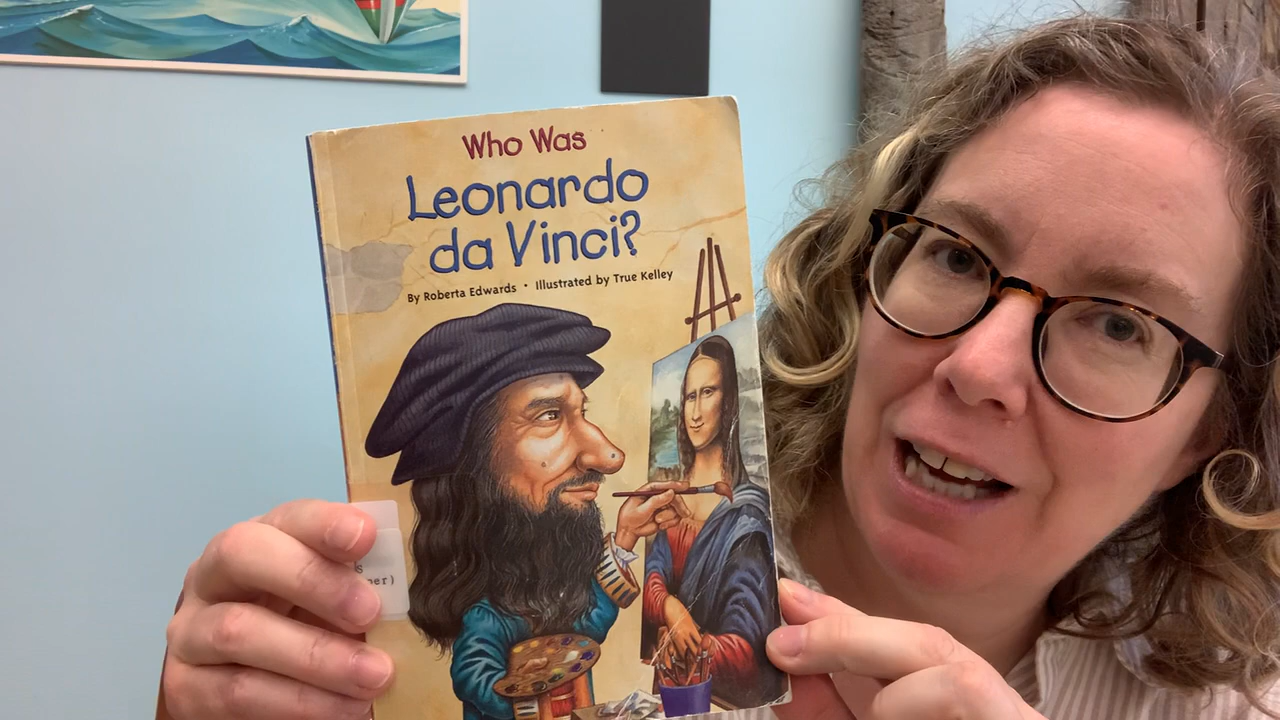 Who Was
Leonardo
da Vinci?
By Roberta Edwards • Illustrated by True Kelley